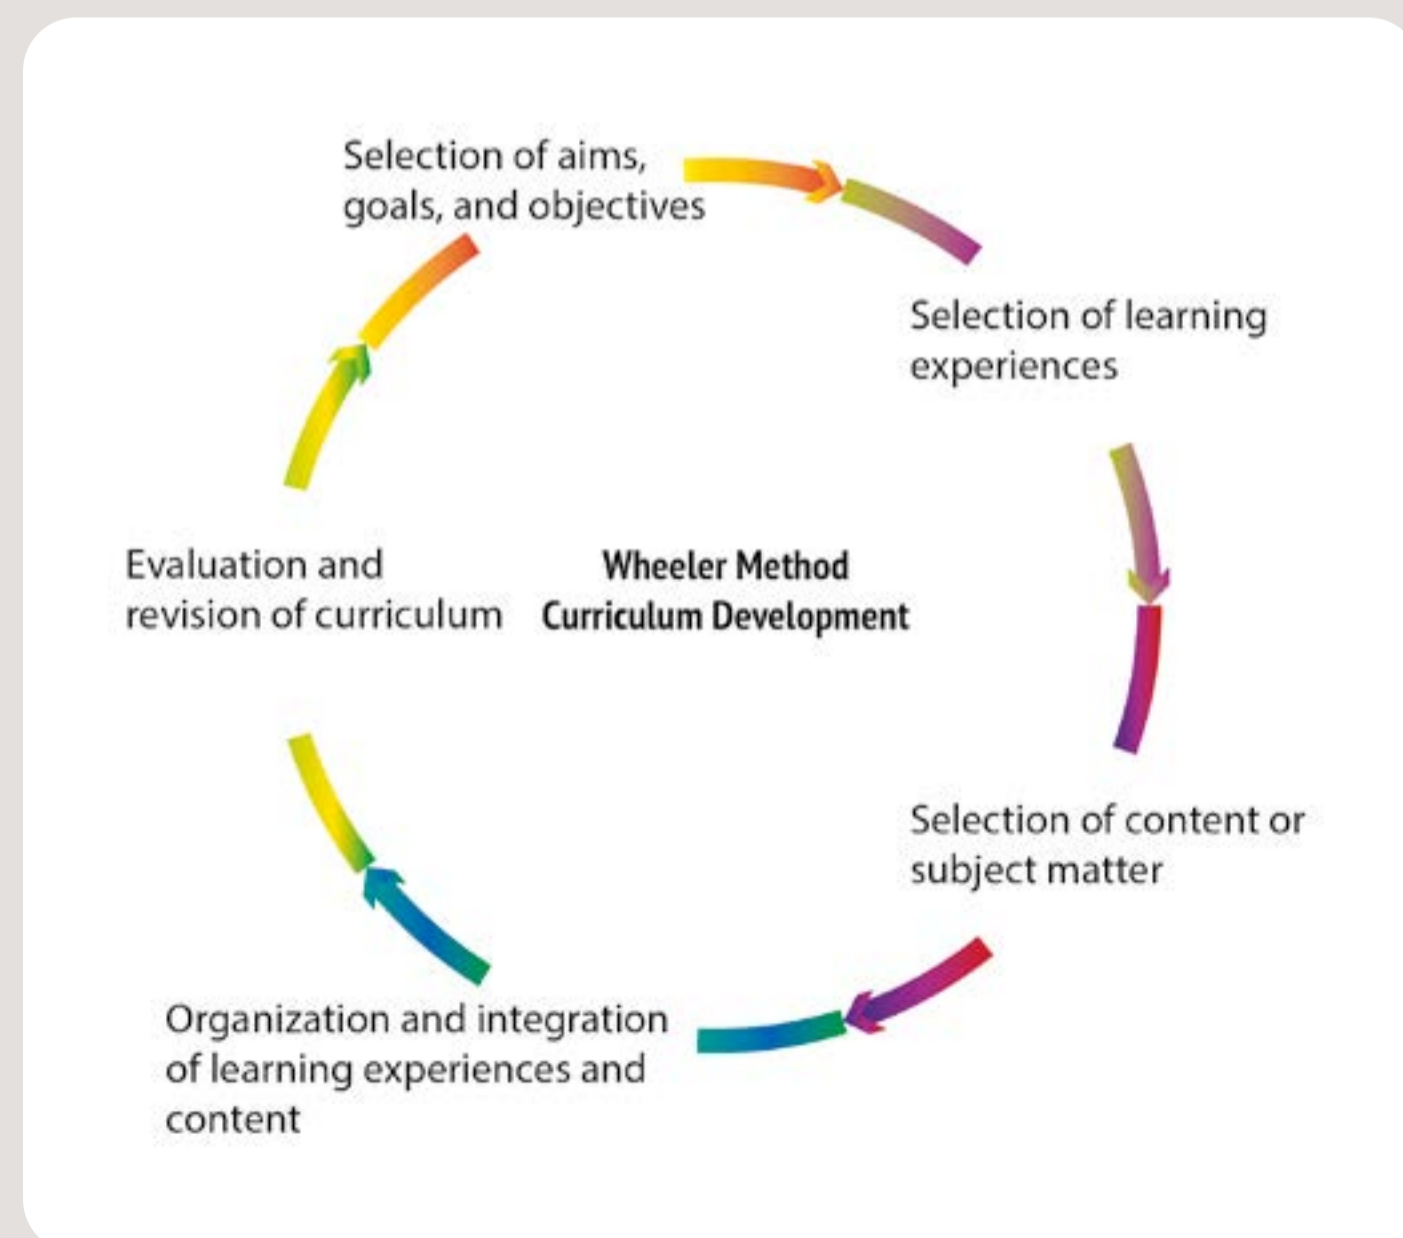 Selection of aims,
goals, and objectives
Selection of learning
experiences
Selection of content or
subject matter
Organization and integration
of learning experiences and
content
Evaluation and
revision of curriculum
Wheeler Method
Curriculum Development